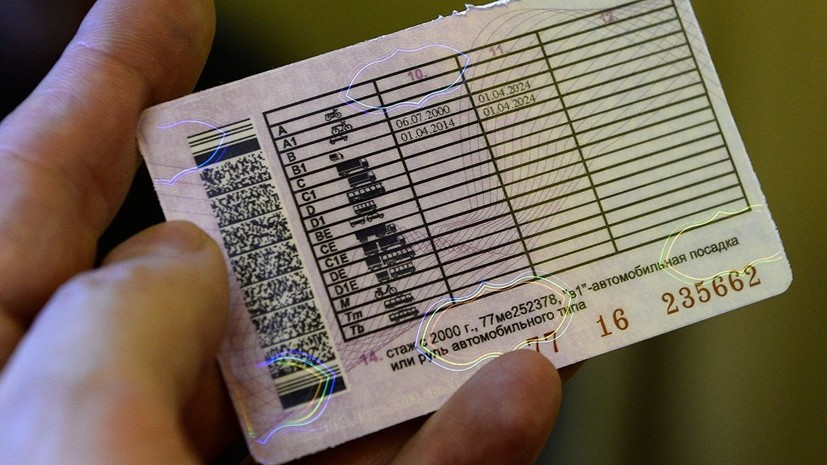 10. 11. 12.
A
A1
B 06.07.2000 01.04.2024
B1 01.04.2014 01.04.2024
C
C1
D
D1
BE
CE
C1E
DE
D1E
M
Tm
Tb
14. стаж с 2000 г., 77ме252378, "в1"-автомобильная посадка
или руль автомобильного типа
77 16 235662